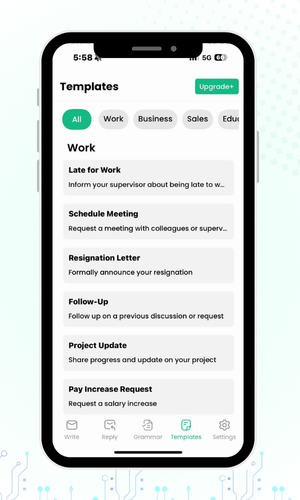 5:58
5G 64
Templates
Upgrade+
All
Work
Business
Sales
Educ
Work
Late for Work
Inform your supervisor about being late to w...
Schedule Meeting
Request a meeting with colleagues or superv...
Resignation Letter
Formally announce your resignation
Follow-Up
Follow up on a previous discussion or request
Project Update
Share progress and update on your project
Pay Increase Request
Request a salary increase
Write
Reply
Grammar
Templates
Settings